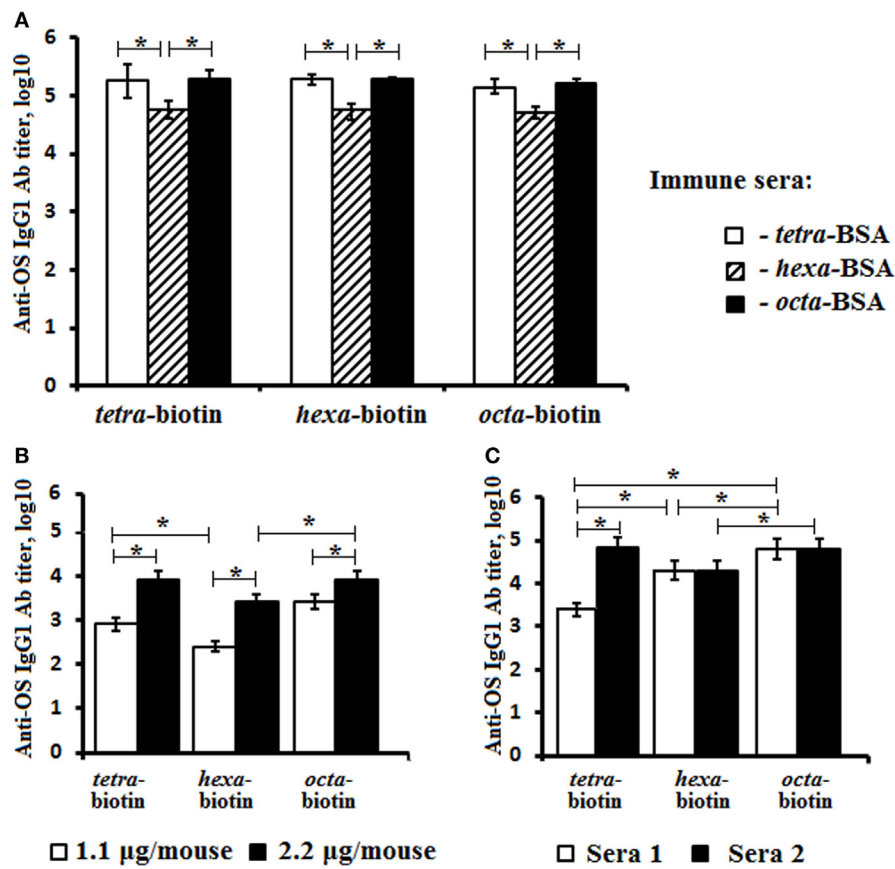 A
Anti-OS IgG1 Ab titer, log10
6
5
4
3
2
1
0
* * * * * *
tetra-biotin hexa-biotin octa-biotin
Immune sera:
- tetra-BSA
- hexa-BSA
- octa-BSA
B
Anti-OS IgG1 Ab titer, log10
6
5
4
3
2
1
0
* *
* * *
tetra-biotin hexa-biotin octa-biotin
1.1 µg/mouse 2.2 µg/mouse
C
Anti-OS IgG1 Ab titer, log10
6
5
4
3
2
1
0
*
* *
* *
tetra-biotin hexa-biotin octa-biotin
Sera 1 Sera 2